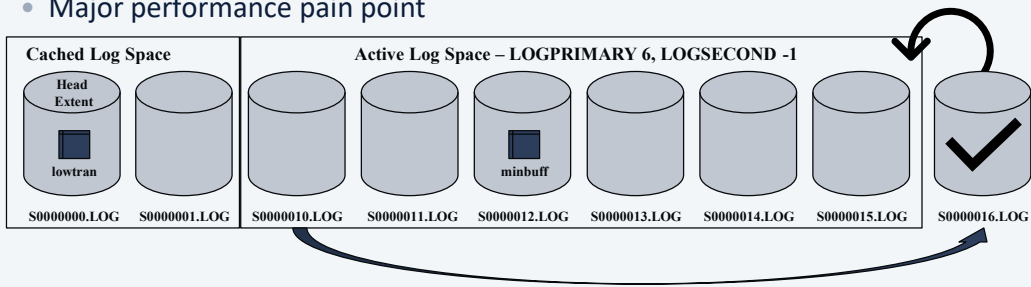 • Major performance pain point
Cached Log Space
Active Log Space – LOGPRIMARY 6, LOGSECOND -1
Head
Extent
lowtran
minbuff
S0000000.LOG S0000001.LOG S0000010.LOG S0000011.LOG S0000012.LOG S0000013.LOG S0000014.LOG S0000015.LOG S0000016.LOG